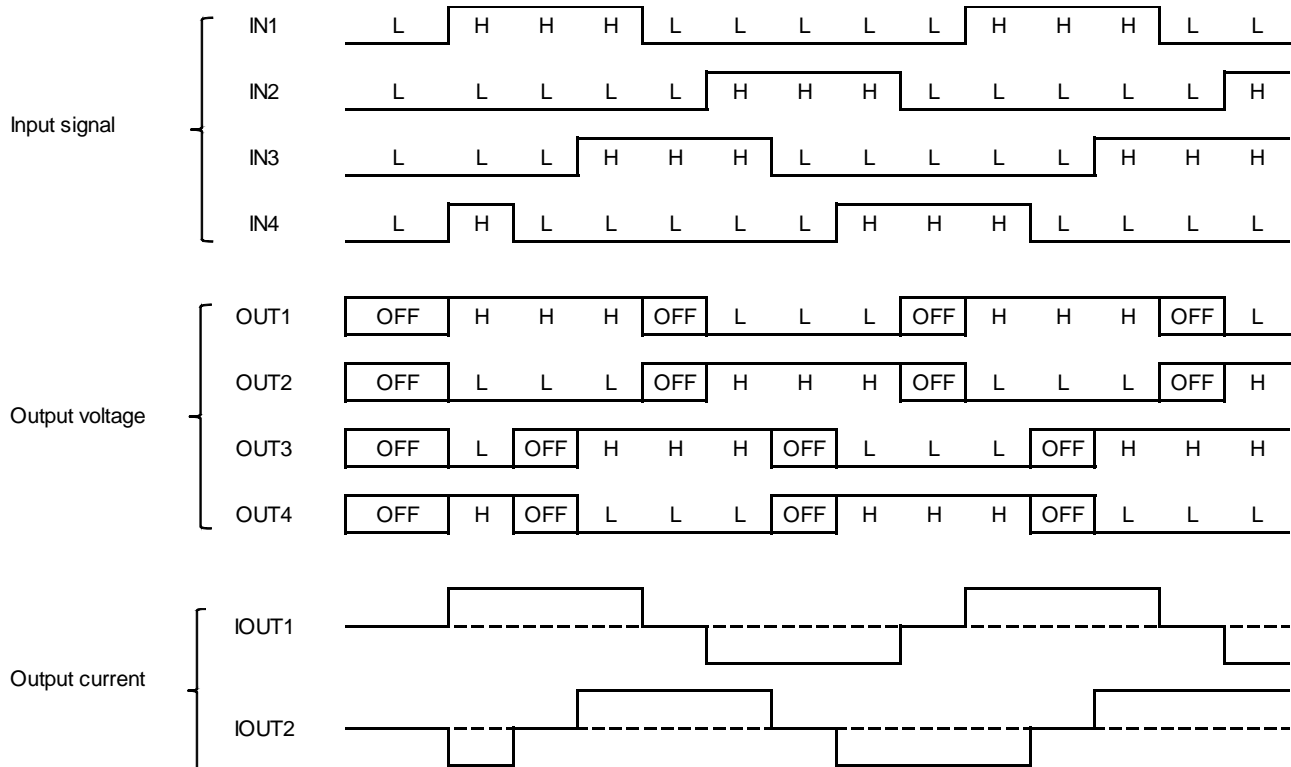 IN1 L H H H L L L L L H H H L L
IN2 L L L L L H H H L L L L L H
Input signal
IN3 L L L H H H L L L L L H H H
IN4 L H L L L L L H H H L L L L
OUT1 OFF H H H OFF L L L OFF H H H OFF L
OUT2 OFF L L L OFF H H H OFF L L L OFF H
Output voltage
OUT3 OFF L OFF H H H OFF L L L OFF H H H
OUT4 OFF H OFF L L L OFF H H H OFF L L L
IOUT1
Output current
IOUT2